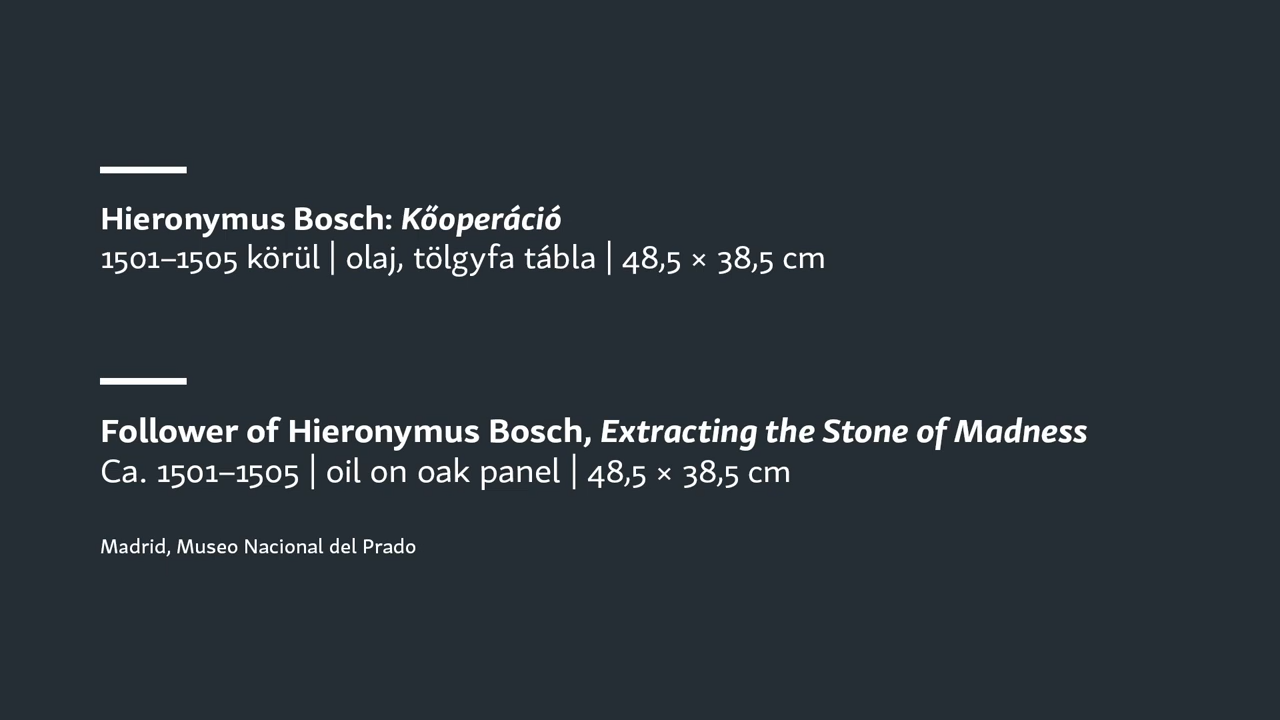 Hieronymus Bosch: Kőoperáció
1501–1505 körül | olaj, tölgyfa tábla | 48,5 × 38,5 cm
Follower of Hieronymus Bosch, Extracting the Stone of Madness
Ca. 1501–1505 | oil on oak panel | 48,5 × 38,5 cm
Madrid, Museo Nacional del Prado